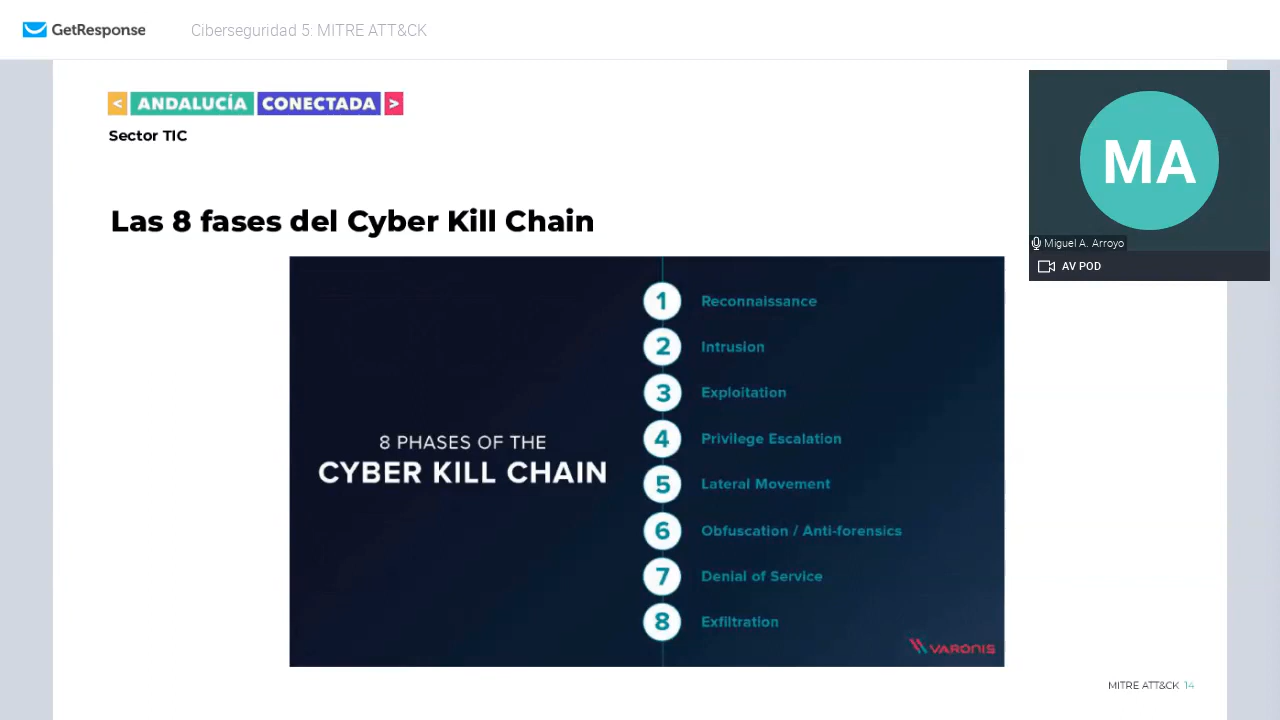 GetResponse
Ciberseguridad 5: MITRE ATT&CK
< ANDALUCÍA CONECTADA >
Sector TIC
MA
Miguel A. Arroyo
AV POD
Las 8 fases del Cyber Kill Chain
8 PHASES OF THE
CYBER KILL CHAIN
1 Reconnaissance
2 Intrusion
3 Exploitation
4 Privilege Escalation
5 Lateral Movement
6 Obfuscation / Anti-forensics
7 Denial of Service
8 Exfiltration
VARONIS
MITRE ATT&CK 14